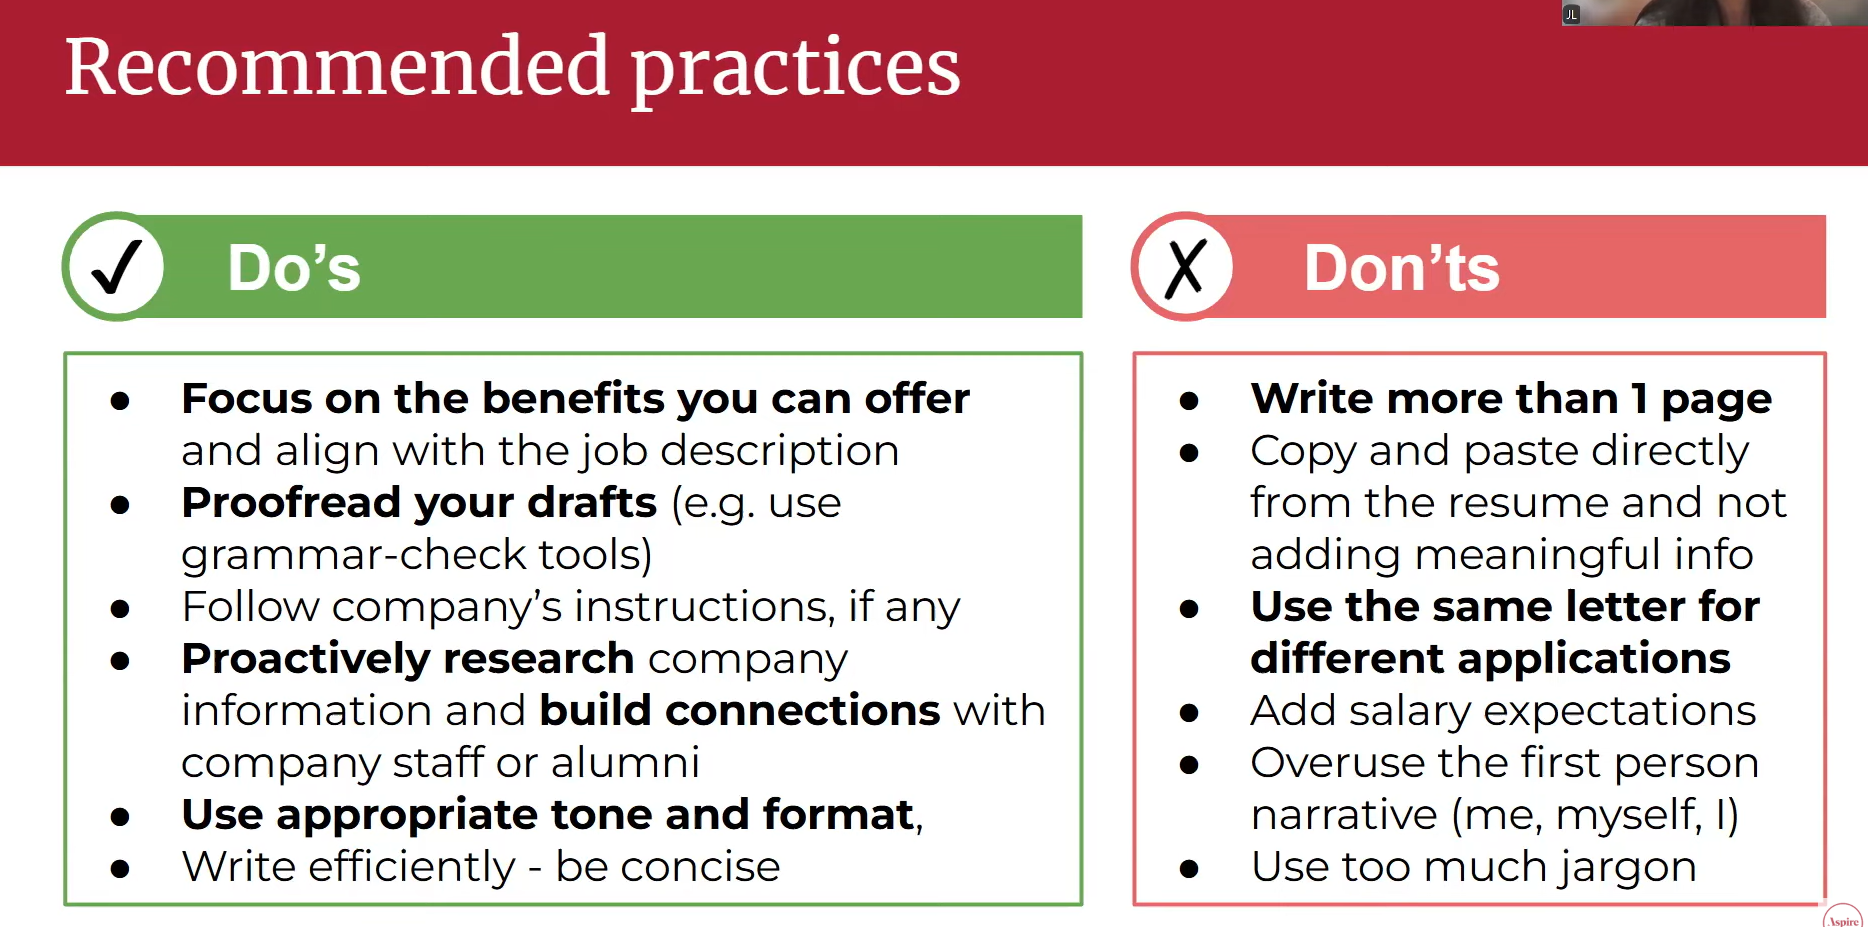 JL
Recommended practices
Do’s
● Focus on the benefits you can offer
and align with the job description
● Proofread your drafts (e.g. use
grammar-check tools)
● Follow company’s instructions, if any
● Proactively research company
information and build connections with
company staff or alumni
● Use appropriate tone and format,
● Write efficiently - be concise
Don’ts
● Write more than 1 page
● Copy and paste directly
from the resume and not
adding meaningful info
● Use the same letter for
different applications
● Add salary expectations
● Overuse the first person
narrative (me, myself, I)
● Use too much jargon
Aspire